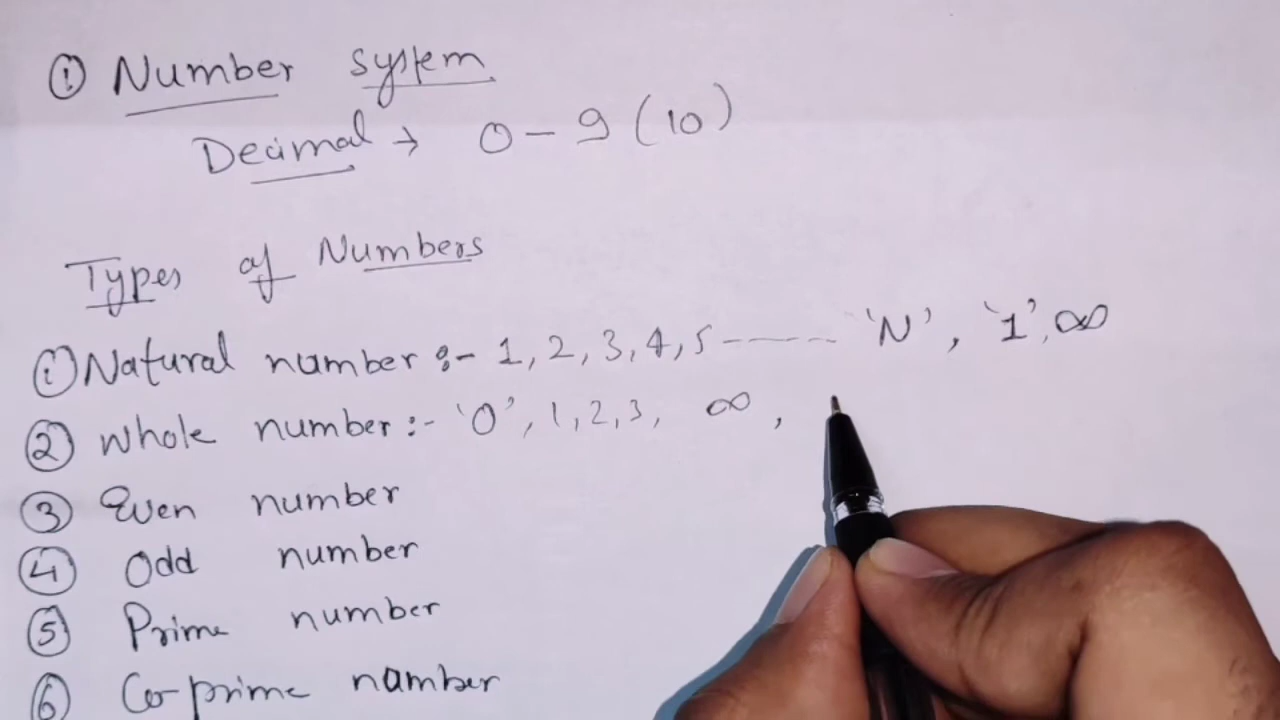 ① Number system
Decimal → 0 - 9 (10)
Types of Numbers
① Natural number :- 1, 2, 3, 4, 5 ------- 'N', '1', ∞
② Whole number :- '0', 1, 2, 3, ∞,
③ Even number
④ Odd number
⑤ Prime number
⑥ Co-prime number